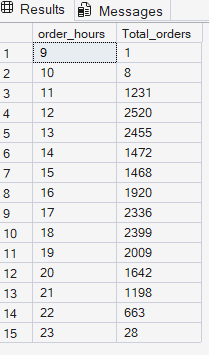 Results Messages
order_hours Total_orders
1 9 1
2 10 8
3 11 1231
4 12 2520
5 13 2455
6 14 1472
7 15 1468
8 16 1920
9 17 2336
10 18 2399
11 19 2009
12 20 1642
13 21 1198
14 22 663
15 23 28